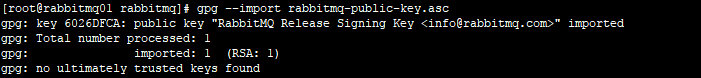 [root@rabbitmq01 rabbitmq]# gpg --import rabbitmq-public-key.asc
gpg: key 6026DFCA: public key "RabbitMQ Release Signing Key <info@rabbitmq.com>" imported
gpg: Total number processed: 1
gpg:               imported: 1  (RSA: 1)
gpg: no ultimately trusted keys found